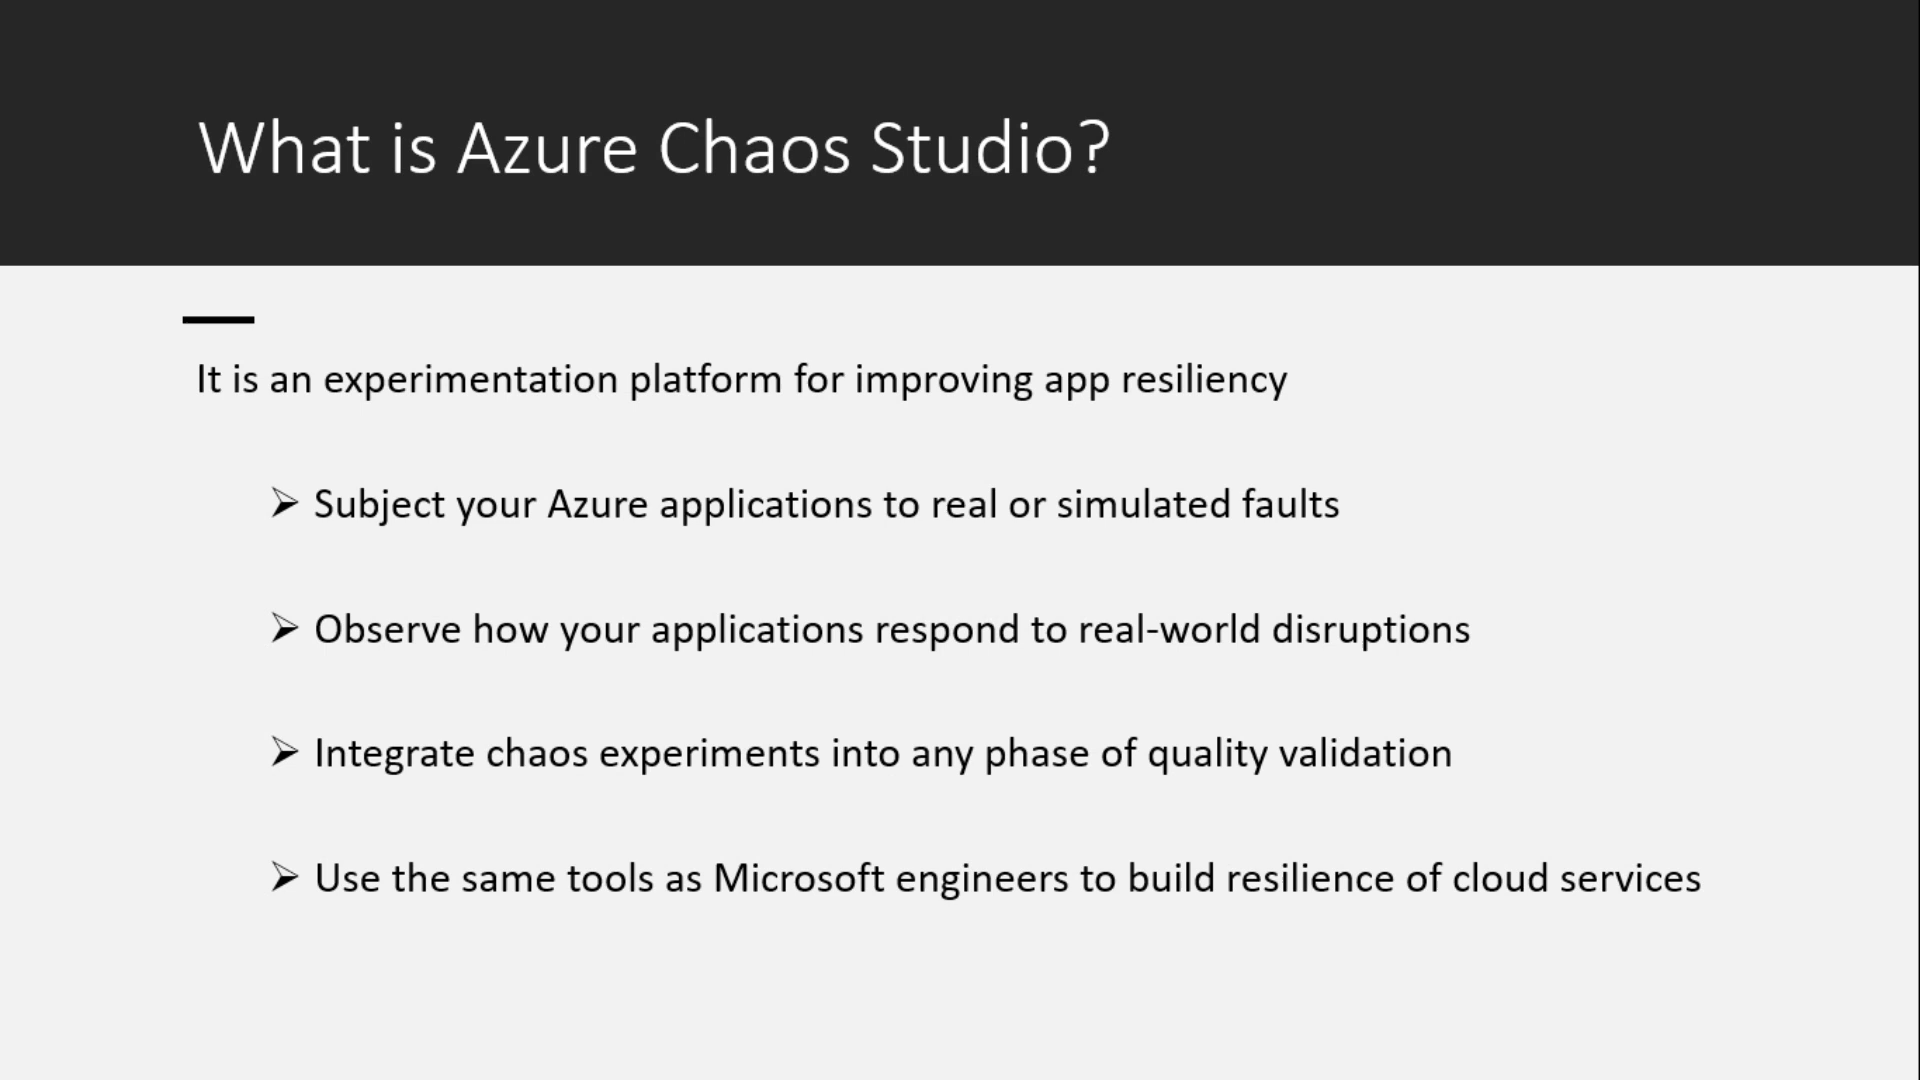 What is Azure Chaos Studio?
It is an experimentation platform for improving app resiliency
➢ Subject your Azure applications to real or simulated faults
➢ Observe how your applications respond to real-world disruptions
➢ Integrate chaos experiments into any phase of quality validation
➢ Use the same tools as Microsoft engineers to build resilience of cloud services